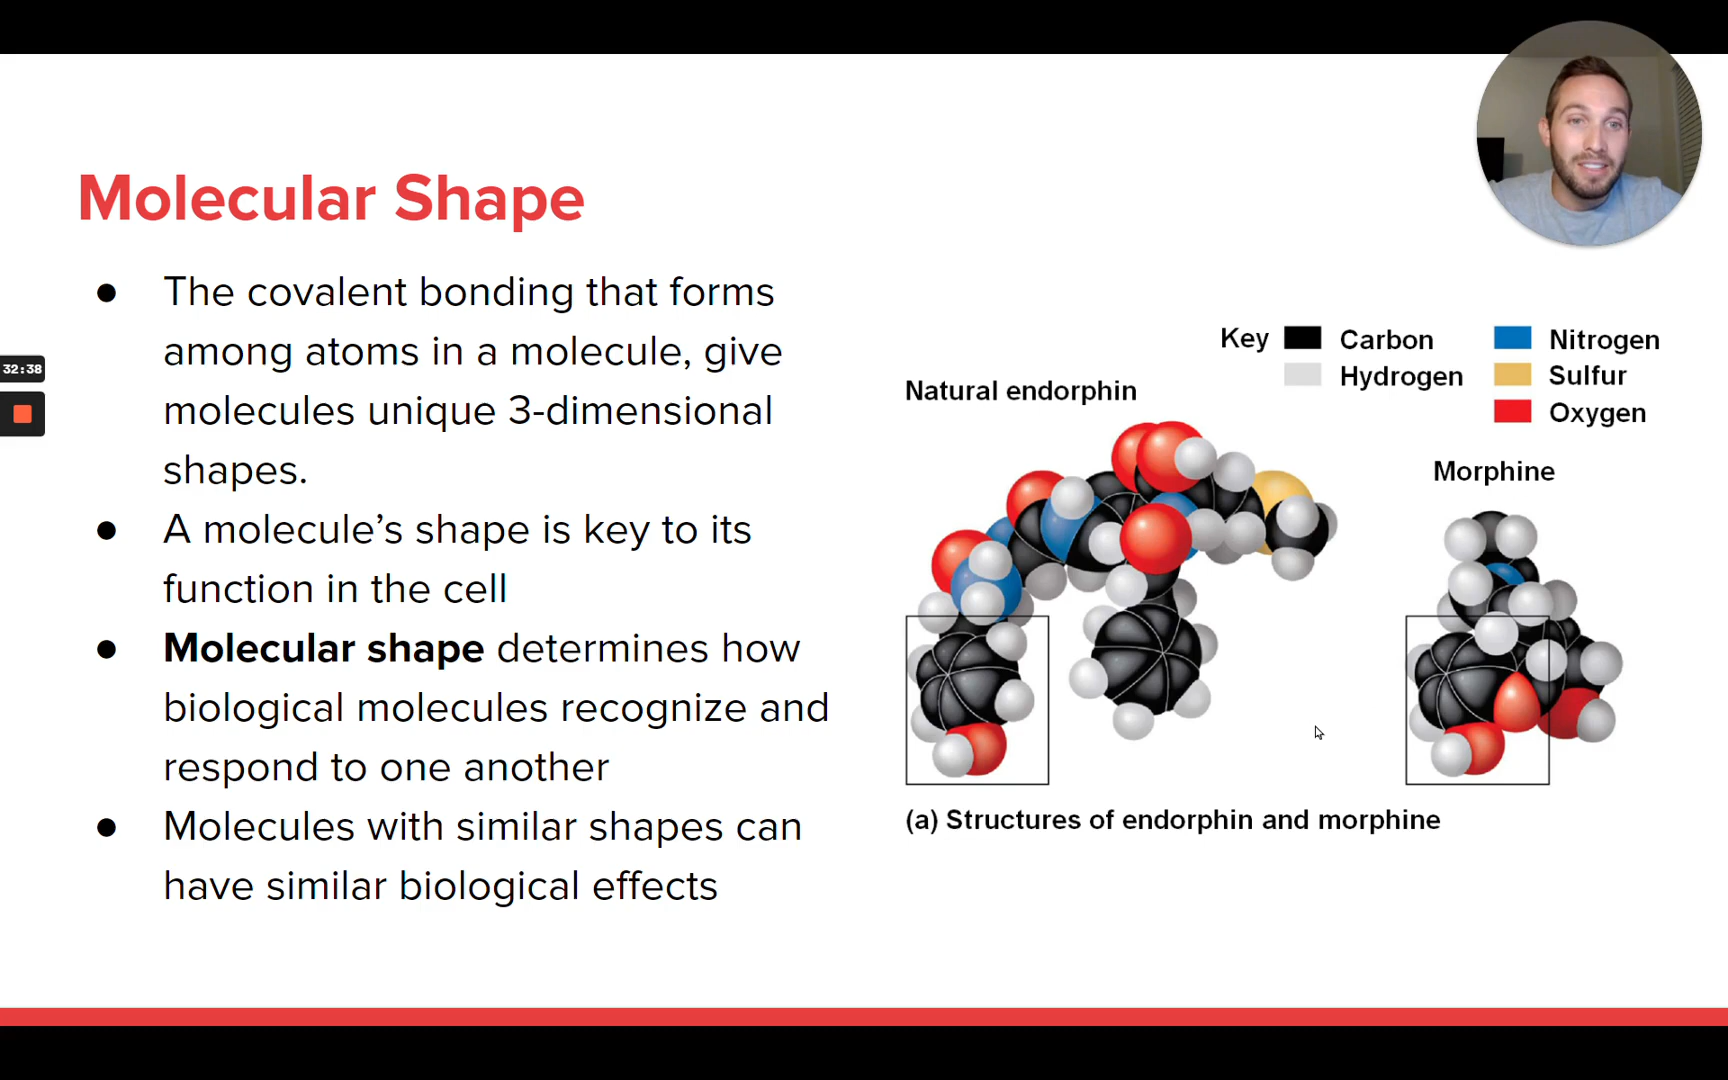 Molecular Shape
● The covalent bonding that forms
among atoms in a molecule, give
molecules unique 3-dimensional
shapes.
● A molecule’s shape is key to its
function in the cell
● Molecular shape determines how
biological molecules recognize and
respond to one another
● Molecules with similar shapes can
have similar biological effects
32:38
Key
Carbon
Hydrogen
Nitrogen
Sulfur
Oxygen
Natural endorphin
Morphine
(a) Structures of endorphin and morphine